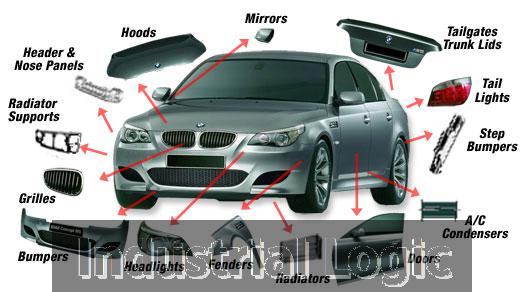 Mirrors
Hoods
Tailgates
Trunk Lids
Header &
Nose Panels
Tail
Lights
Radiator
Supports
Step
Bumpers
Grilles
A/C
Condensers
Bumpers
Headlights
Fenders
Radiators
Doors
Industrial Logic